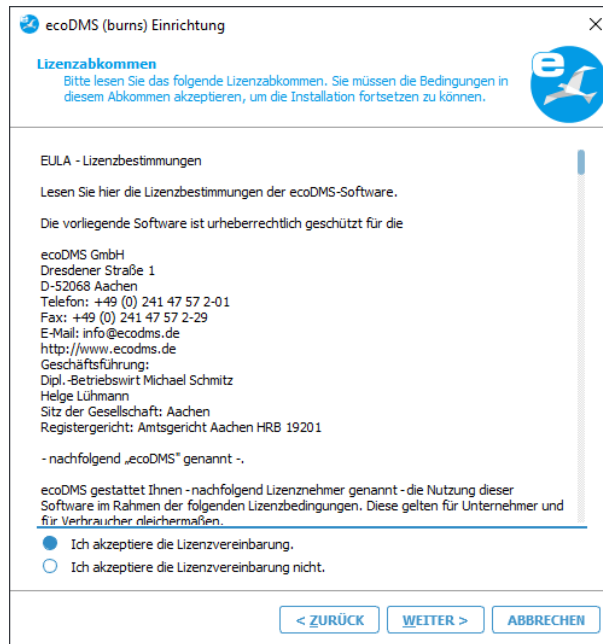 ecoDMS (burns) Einrichtung
Lizenzabkommen
Bitte lesen Sie das folgende Lizenzabkommen. Sie müssen die Bedingungen in
diesem Abkommen akzeptieren, um die Installation fortsetzen zu können.
e
EULA - Lizenzbestimmungen
Lesen Sie hier die Lizenzbestimmungen der ecoDMS-Software.
Die vorliegende Software ist urheberrechtlich geschützt für die
ecoDMS GmbH
Dresdener Straße 1
D-52068 Aachen
Telefon: +49 (0) 241 47 57 2-01
Fax: +49 (0) 241 47 57 2-29
E-Mail: info@ecodms.de
http://www.ecodms.de
Geschäftsführung:
Dipl.-Betriebswirt Michael Schmitz
Helge Lühmann
Sitz der Gesellschaft: Aachen
Registergericht: Amtsgericht Aachen HRB 19201
- nachfolgend „ecoDMS" genannt -.
ecoDMS gestattet Ihnen - nachfolgend Lizenznehmer genannt - die Nutzung dieser
Software im Rahmen der folgenden Lizenzbedingungen. Diese gelten für Unternehmer und
für Verbraucher gleichermaßen.
Ich akzeptiere die Lizenzvereinbarung.
Ich akzeptiere die Lizenzvereinbarung nicht.
< ZURÜCK
WEITER >
ABBRECHEN